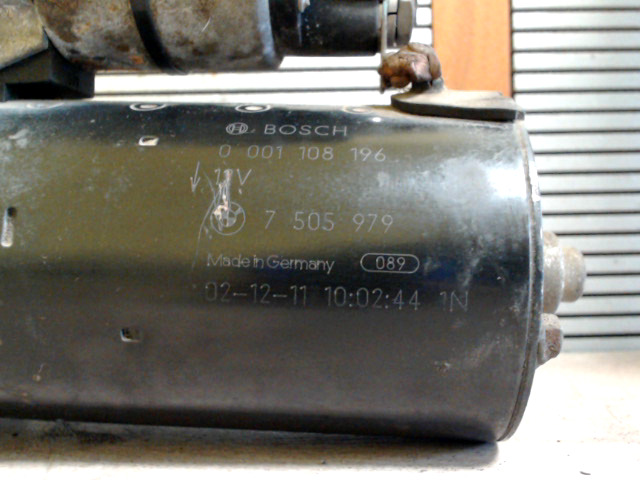 BOSCH
0 001 108 196
7 505 979
Made in Germany 089
02-12-11 10:02:44 1N